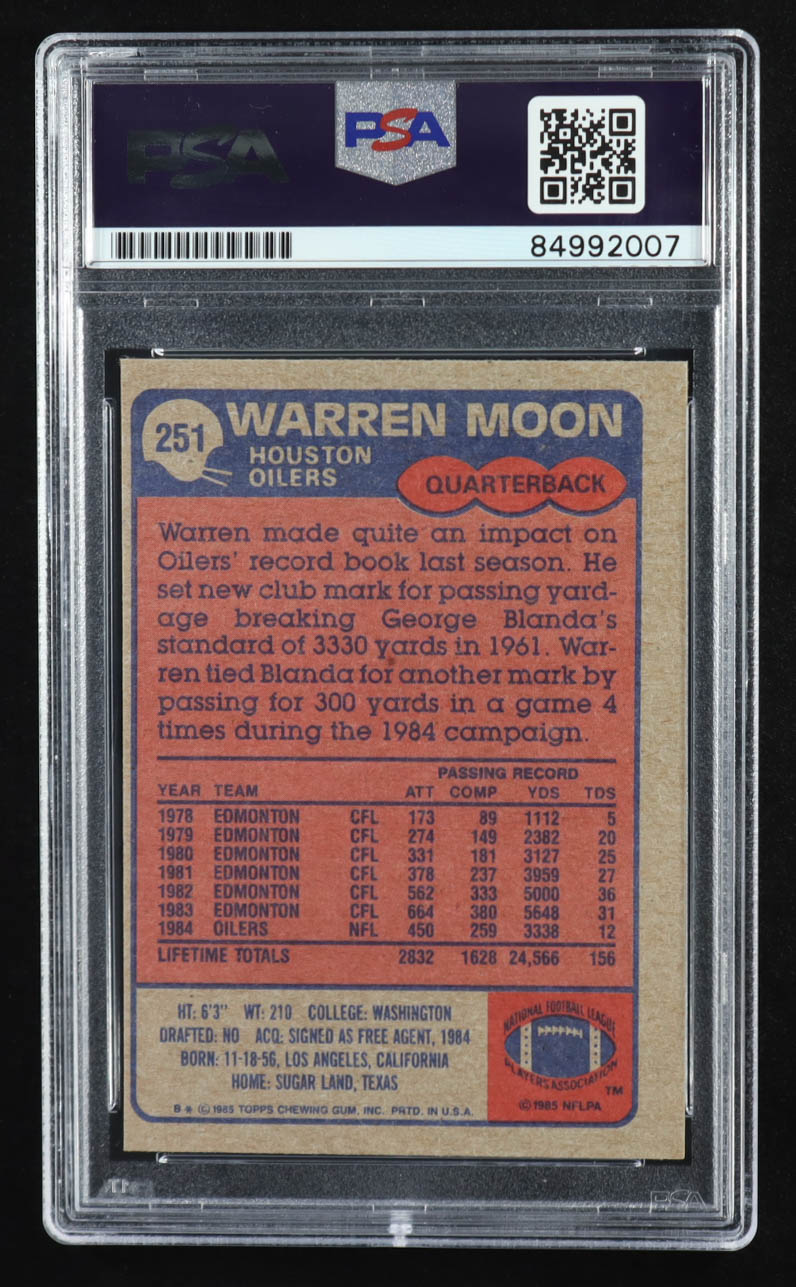 PSA
PSA
84992007
251 WARREN MOON
HOUSTON
OILERS
QUARTERBACK
Warren made quite an impact on
Oilers' record book last season. He
set new club mark for passing yard-
age breaking George Blanda's
standard of 3330 yards in 1961. War-
ren tied Blanda for another mark by
passing for 300 yards in a game 4
times during the 1984 campaign.
PASSING RECORD
YEAR TEAM ATT COMP YDS TDS
1978 EDMONTON CFL 173 89 1112 5
1979 EDMONTON CFL 274 149 2382 20
1980 EDMONTON CFL 331 181 3127 25
1981 EDMONTON CFL 378 237 3959 27
1982 EDMONTON CFL 562 333 5000 36
1983 EDMONTON CFL 664 380 5648 31
1984 OILERS NFL 450 259 3338 12
LIFETIME TOTALS 2832 1628 24,566 156
HT: 6'3" WT: 210 COLLEGE: WASHINGTON
DRAFTED: NO ACQ: SIGNED AS FREE AGENT, 1984
BORN: 11-18-56, LOS ANGELES, CALIFORNIA
HOME: SUGAR LAND, TEXAS
B * © 1985 TOPPS CHEWING GUM, INC. PRTD. IN U.S.A.
NATIONAL FOOTBALL LEAGUE
PLAYERS ASSOCIATION
TM
© 1985 NFLPA
PSA